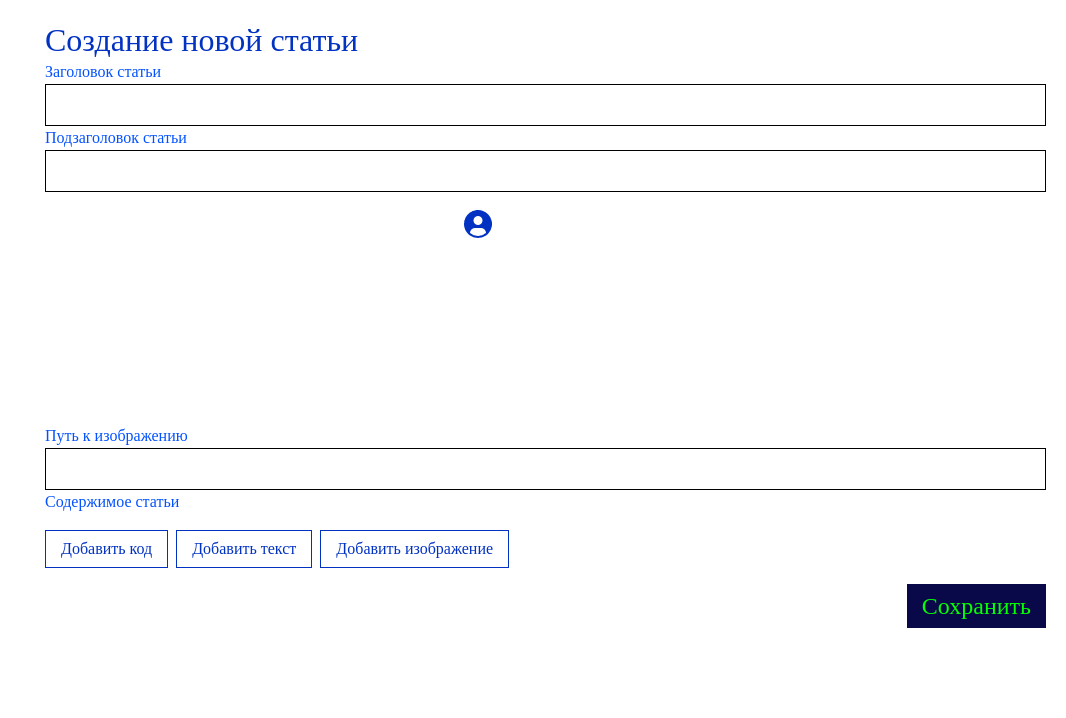 Создание новой статьи
Заголовок статьи
Подзаголовок статьи
Путь к изображению
Содержимое статьи
Добавить код Добавить текст Добавить изображение
Сохранить